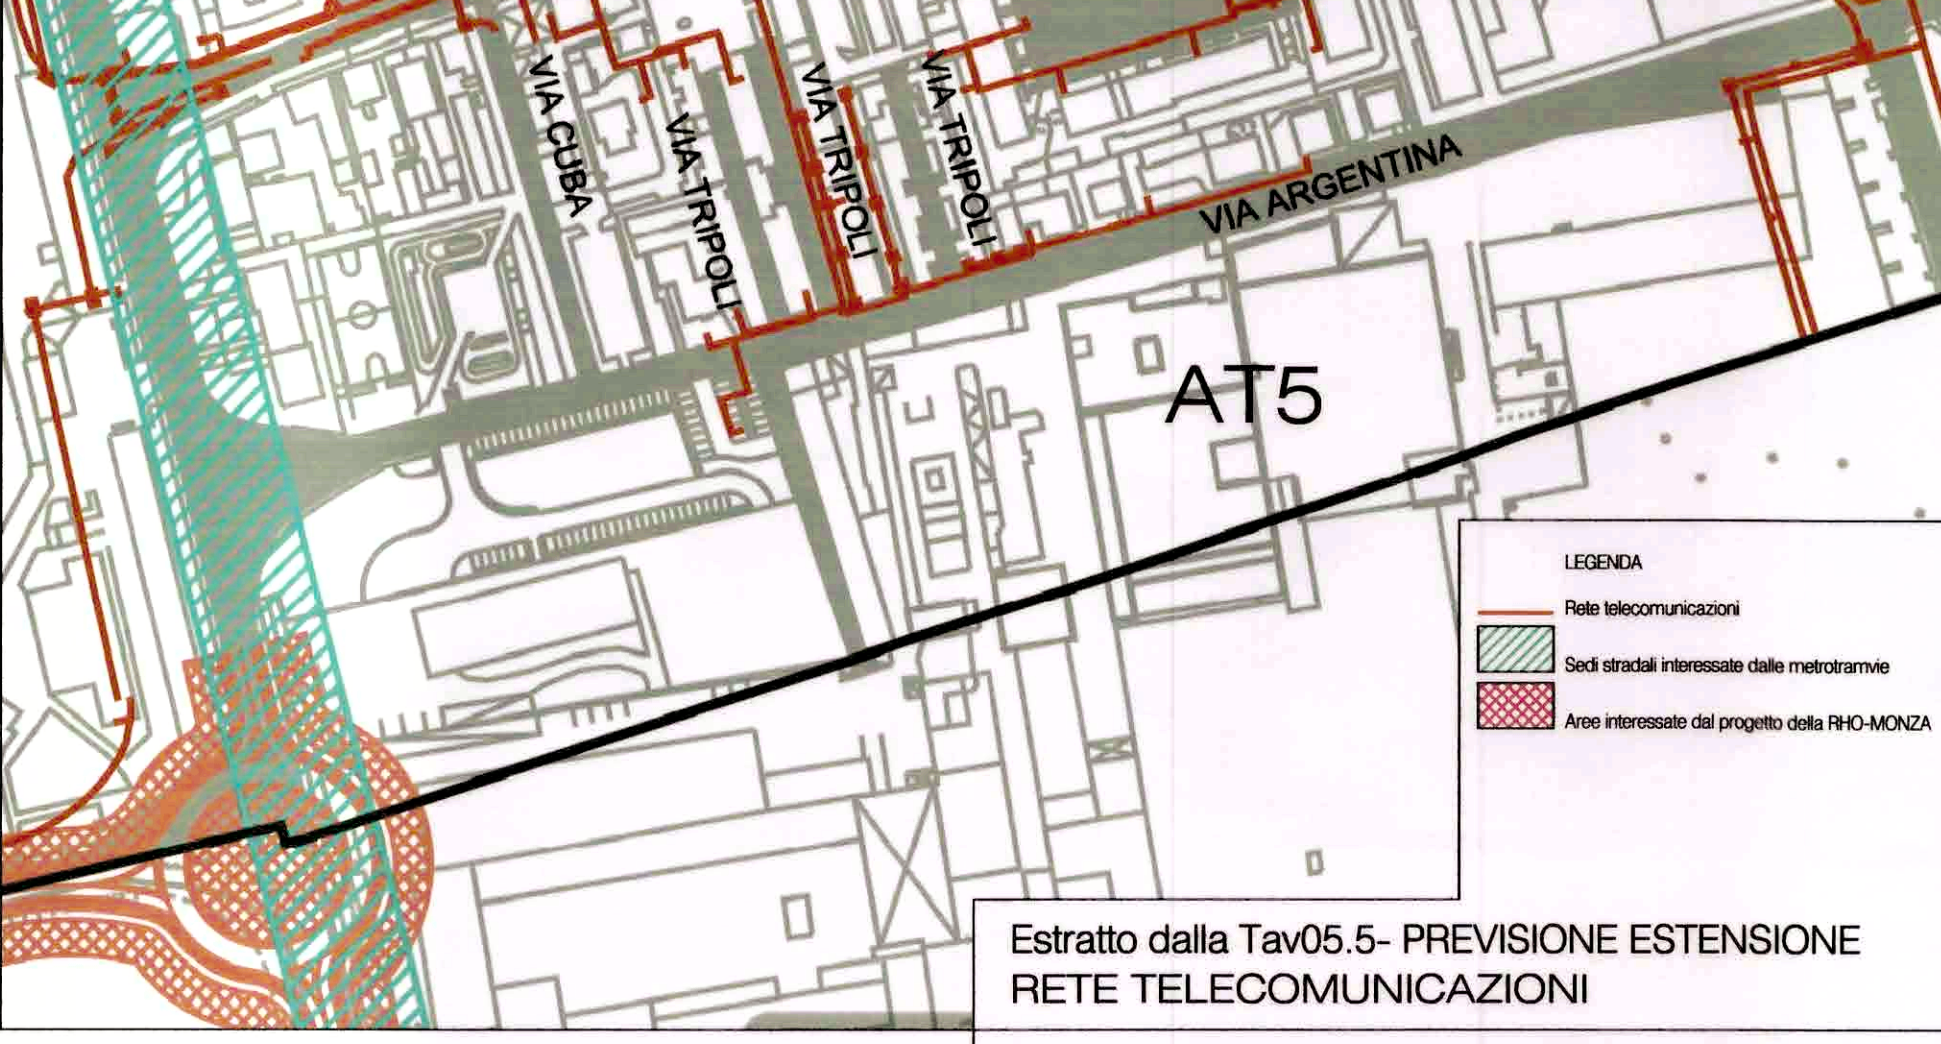 VIA CUBA
VIA TRIPOLI
VIA TRIPOLI
VIA TRIPOLI
VIA ARGENTINA
AT5
LEGENDA
Rete telecomunicazioni
Sedi stradali interessate dalle metrotramvie
Aree interessate dal progetto della RHO-MONZA
Estratto dalla Tav05.5- PREVISIONE ESTENSIONE
RETE TELECOMUNICAZIONI